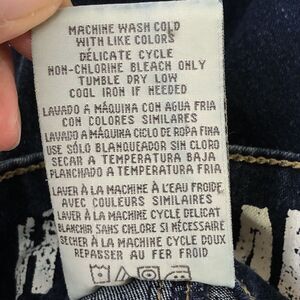 MACHINE WASH COLD
WITH LIKE COLORS
DÉLICATE CYCLE
NON-CHLORINE BLEACH ONLY
TUMBLE DRY LOW
COOL IRON IF NEEDED
LAVADO A MÁQUINA CON AGUA FRIA
CON COLORES SIMILARES
LAVADO A MÁQUINA CICLO DE ROPA FINA
USE SÓLO BLANQUEADOR SIN CLORO
SECAR A TEMPERATURA BAJA
PLANCHADO A TEMPERATURA FRIA
LAVER À LA MACHINE À L'EAU FROIDE
AVEC COULEURS SIMILAIRES
LAVER À LA MACHINE CYCLE DELICAT
BLANCHIR SANS CHLORE SI NÉCESSAIRE
SÉCHER À LA MACHINE CYCLE DOUX
REPASSER AU FER FROID